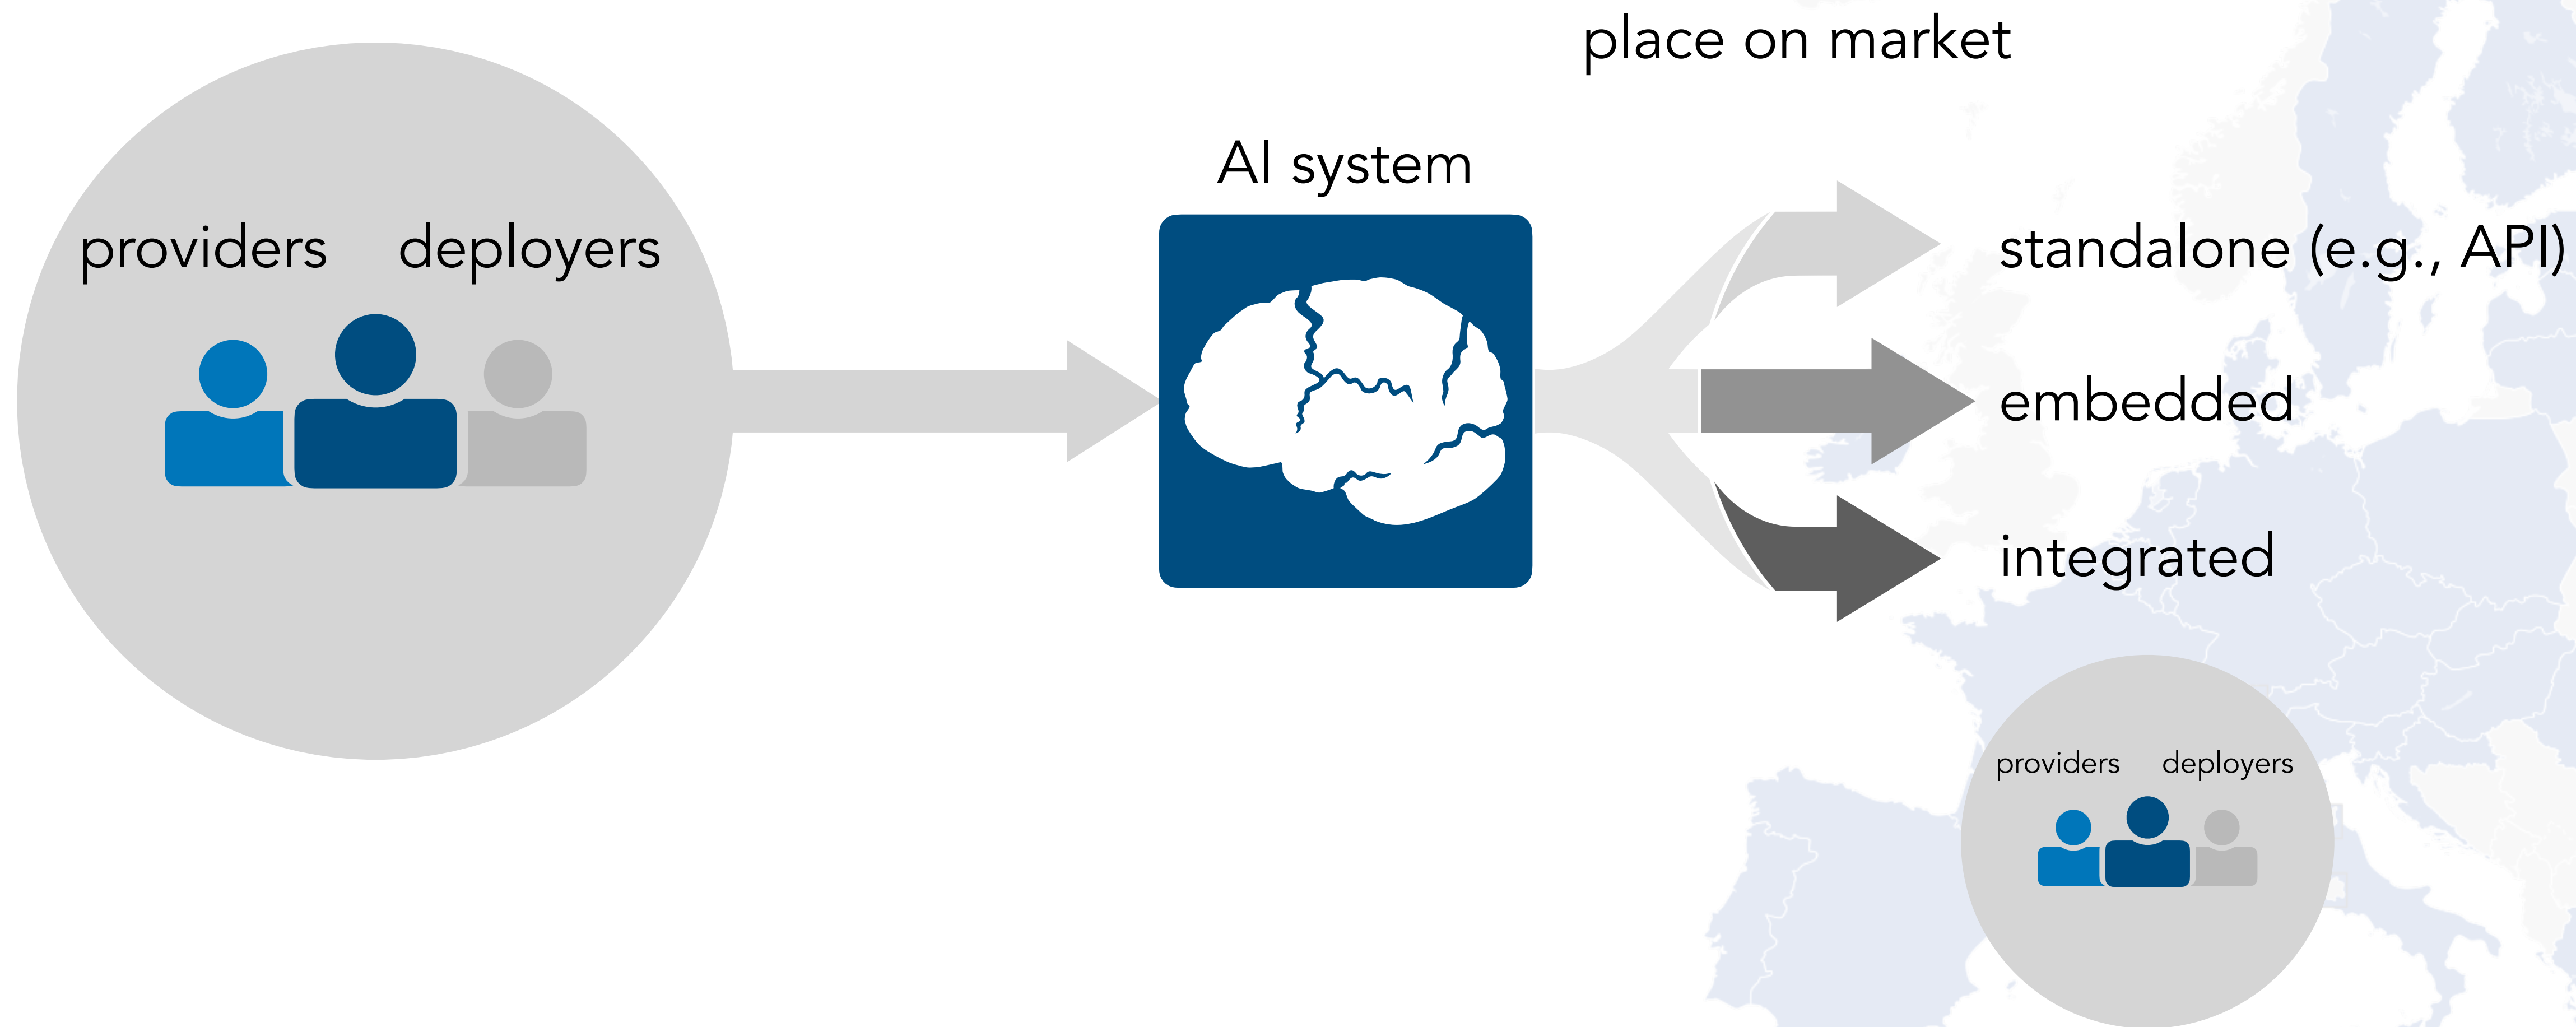 place on market
AI system
providers deployers
standalone (e.g., API)
embedded
integrated
providers deployers